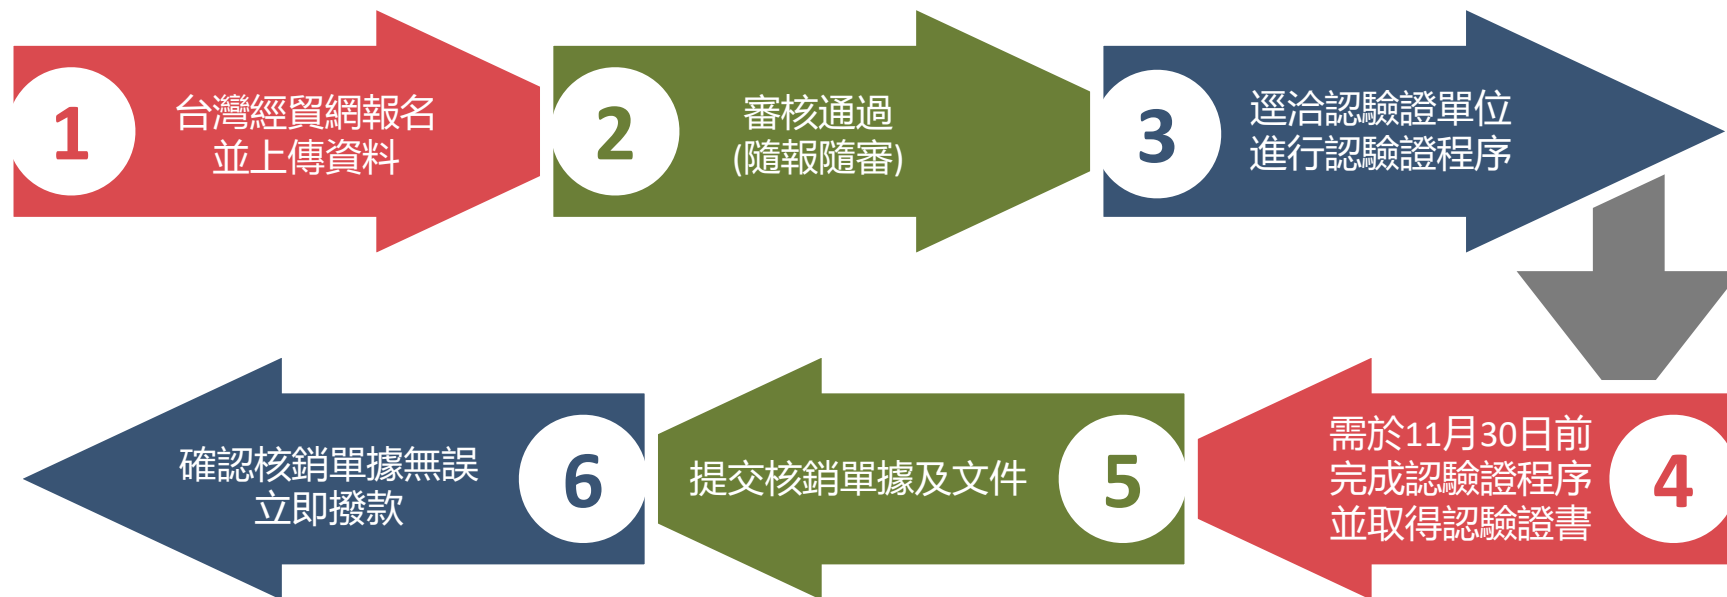 1
台灣經貿網報名
並上傳資料
2
審核通過
(隨報隨審)
3
逕洽認驗證單位
進行認驗證程序
4
需於11月30日前
完成認驗證程序
並取得認驗證書
5
提交核銷單據及文件
6
確認核銷單據無誤
立即撥款